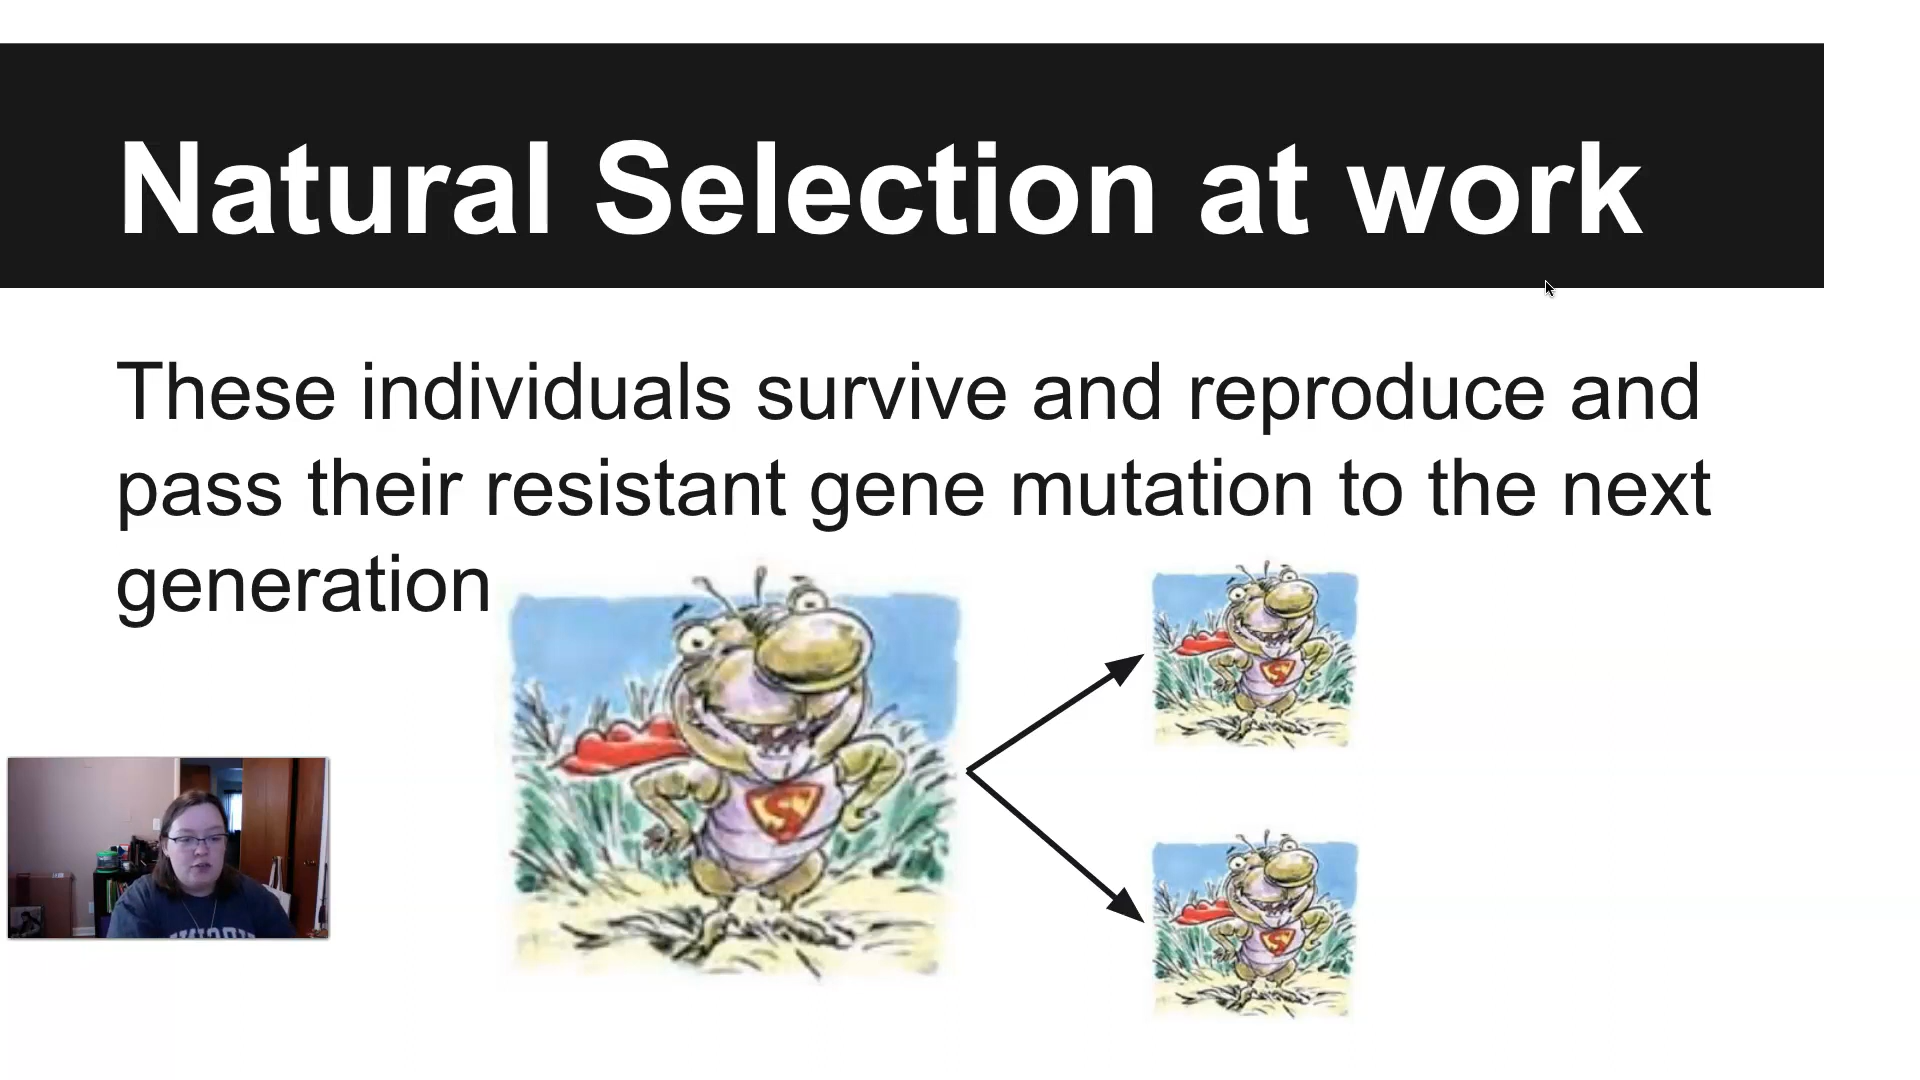 Natural Selection at work
These individuals survive and reproduce and
pass their resistant gene mutation to the next
generation
S
S
S